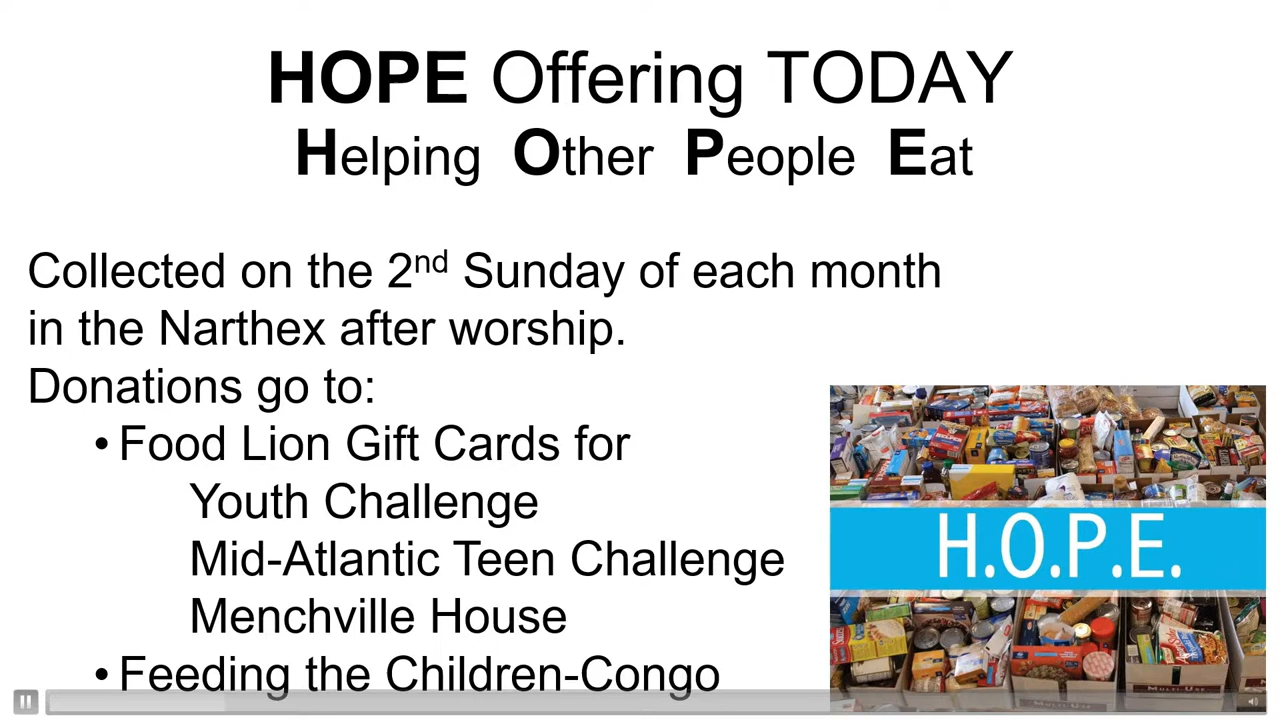 HOPE Offering TODAY
Helping Other People Eat
Collected on the 2nd Sunday of each month
in the Narthex after worship.
Donations go to:
•Food Lion Gift Cards for
Youth Challenge
Mid-Atlantic Teen Challenge
Menchville House
•Feeding the Children-Congo
H.O.P.E.